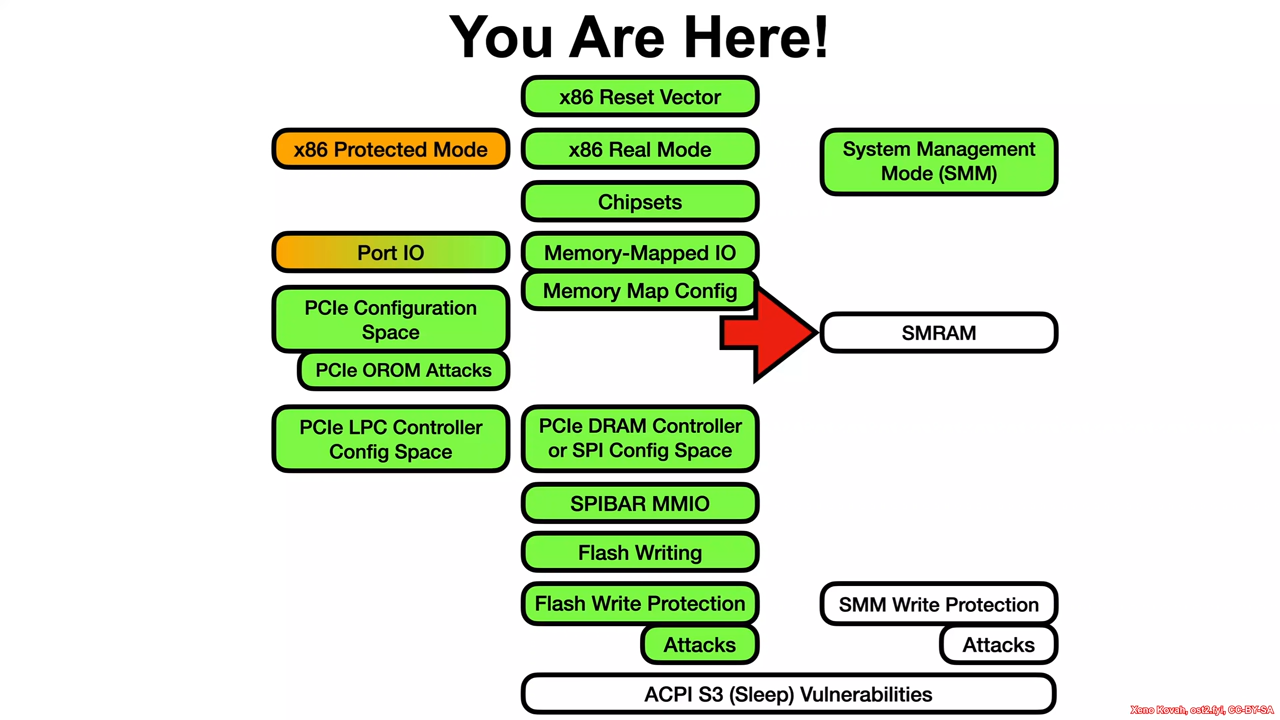 You Are Here!
x86 Reset Vector
x86 Protected Mode
x86 Real Mode
System Management
Mode (SMM)
Chipsets
Port IO
Memory-Mapped IO
Memory Map Config
PCIe Configuration
Space
SMRAM
PCIe OROM Attacks
PCIe LPC Controller
Config Space
PCIe DRAM Controller
or SPI Config Space
SPIBAR MMIO
Flash Writing
Flash Write Protection
SMM Write Protection
Attacks
Attacks
ACPI S3 (Sleep) Vulnerabilities
Xeno Kovah, ost2.fyi, CC-BY-SA